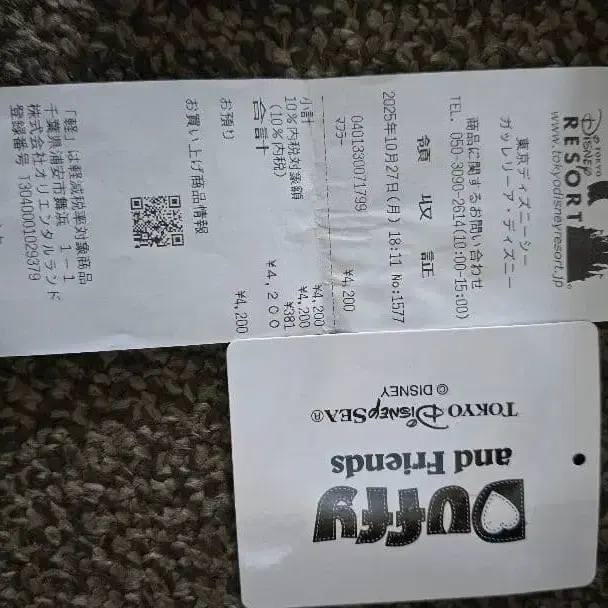 TOKYO
Disney
RESORT
www.tokyodisneyresort.jp
東京ディズニーシー
ガッレリーア・ディズニー
商品に関するお問い合わせ
TEL. 050-3090-2614(10:00-15:00)
領 収 証
2025年10月27日(月) 18:11 No:1577
0401330071799
マフラー ¥4,200
小計 ¥4,200
10%内税対象額 ¥4,200
(10%内税) ¥381
合計 ¥4,200
お預り ¥4,200
お買い上げ商品情報
「軽」は軽減税率対象商品
千葉県浦安市舞浜 1-1
株式会社オリエンタルランド
登録番号 T3040001029379
Duffy
and Friends
TOKYO DISNEYSEA®
© DISNEY